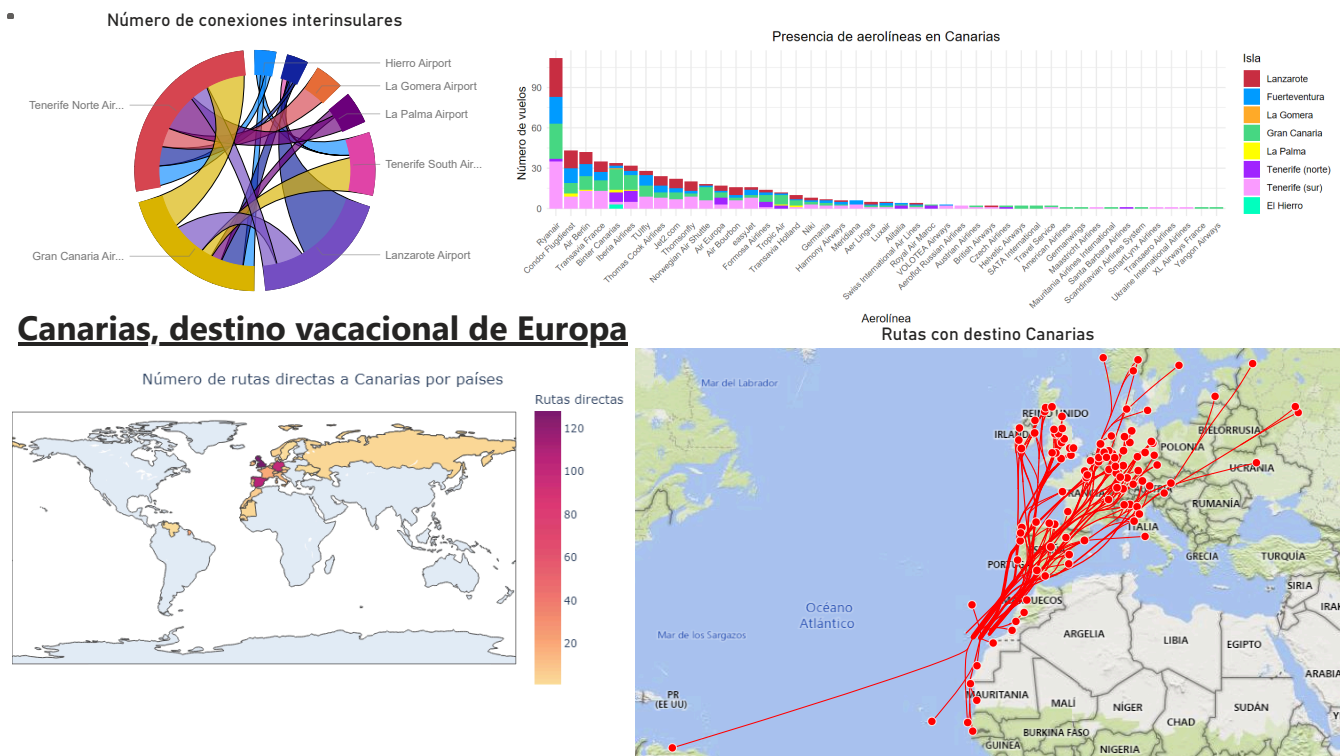 Número de conexiones interinsulares
Hierro Airport
La Gomera Airport
La Palma Airport
Tenerife Norte Air...
Tenerife South Air...
Gran Canaria Air...
Lanzarote Airport
Presencia de aerolíneas en Canarias
Número de vuelos
90
60
30
0
Ryanair
Condor Flugdienst
Air Berlin
Transavia France
Binter Canarias
Iberia Airlines
TUIfly
Thomas Cook Airlines
Jet2.com
Thomsonfly
Norwegian Air Shuttle
Air Europa
Air Bourbon
easyJet
Formosa Airlines
Tropic Air
Transavia Holland
Niki
Germania
Harmony Airways
Meridiana
Aer Lingus
Luxair
Alitalia
Swiss International Air Lines
Royal Air Maroc
VOLOTEA Airways
Aeroflot Russian Airlines
Austrian Airlines
British Airways
Czech Airlines
Helvetic Airways
SATA International
Travel Service
American Airlines
Germanwings
Maastricht Airlines
Mauritania Airlines International
Santa Barbara Airlines
Scandinavian Airlines System
SmartLynx Airlines
Transaero Airlines
Ukraine International Airlines
XL Airways France
Yangon Airways
Aerolínea
Isla
Lanzarote
Fuerteventura
La Gomera
Gran Canaria
La Palma
Tenerife (norte)
Tenerife (sur)
El Hierro
Canarias, destino vacacional de Europa
Número de rutas directas a Canarias por países
Rutas directas
120
100
80
60
40
20
Rutas con destino Canarias
Mar del Labrador
REINO UNIDO
BIELORRUSIA
POLONIA
UCRANIA
RUMANÍA
ITALIA
GRECIA
TURQUÍA
SIRIA
Océano
Atlántico
Mar de los Sargazos
ARGELIA
LIBIA
EGIPTO
PR
(EE UU)
MAURITANIA
MALÍ
NÍGER
CHAD
SUDÁN
BURKINA FASO
GUINEA
NIGERIA